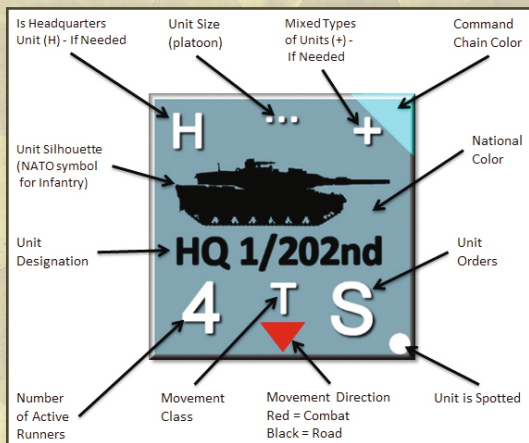 Is Headquarters
Unit (H) - If Needed
Unit Size
(platoon)
Mixed Types
of Units (+) -
If Needed
Command
Chain Color
H
...
+
Unit Silhouette
(NATO symbol
for Infantry)
National
Color
Unit
Designation
HQ 1/202nd
Unit
Orders
4
T
S
Number
of Active
Runners
Movement
Class
Movement Direction
Red = Combat
Black = Road
Unit is Spotted